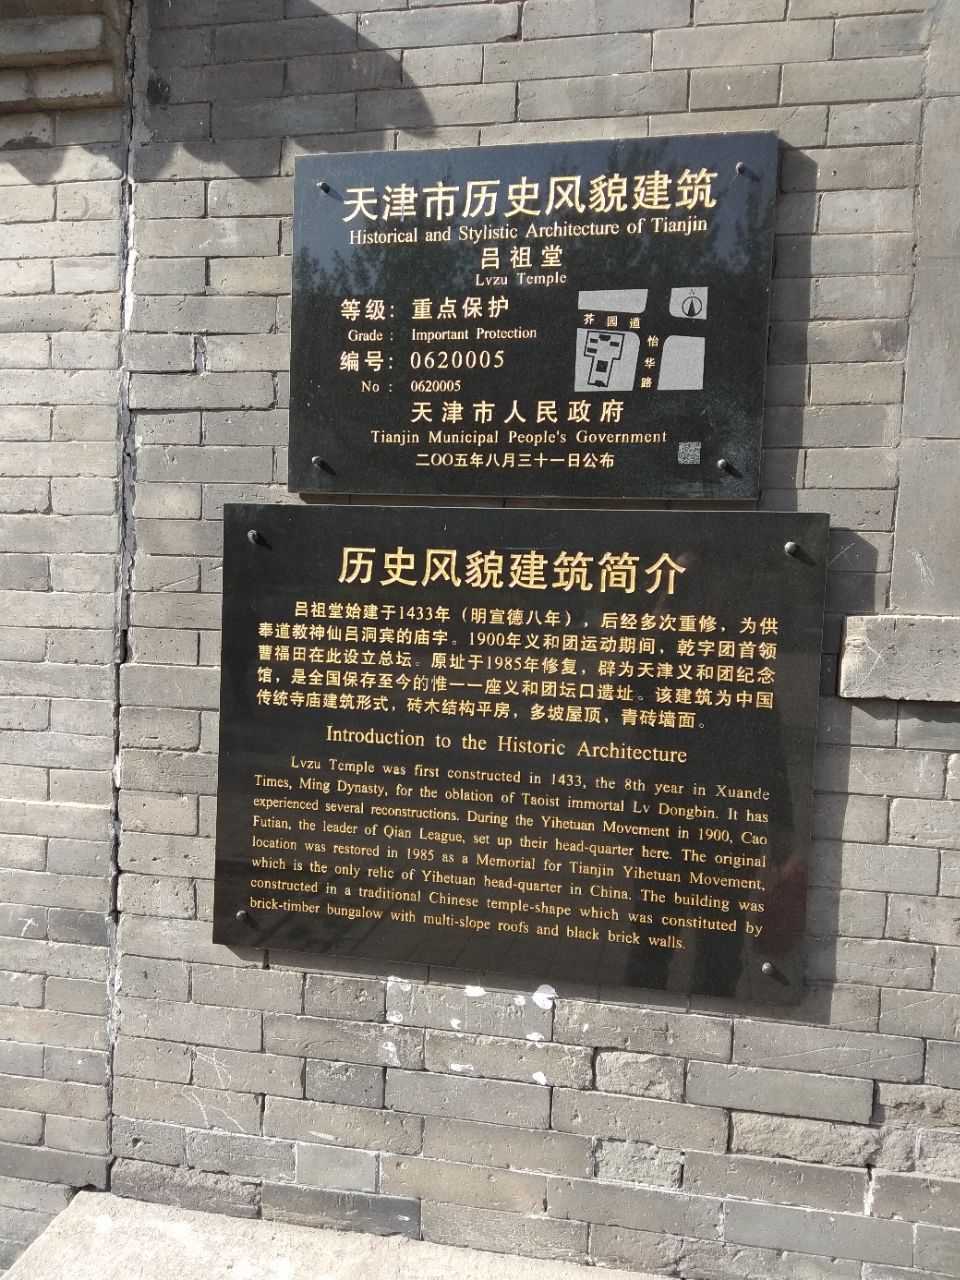 天津市历史风貌建筑
Historical and Stylistic Architecture of Tianjin
吕祖堂
Lvzu Temple
等级：重点保护
Grade : Important Protection
编号：0620005
No : 0620005
N
芥园道
怡华路
天津市人民政府
Tianjin Municipal People's Government
二〇〇五年八月三十一日公布
历史风貌建筑简介
吕祖堂始建于1433年（明宣德八年），后经多次重修，为供
奉道教神仙吕洞宾的庙宇。1900年义和团运动期间，乾字团首领
曹福田在此设立总坛。原址于1985年修复，辟为天津义和团纪念
馆，是全国保存至今的惟一一座义和团坛口遗址。该建筑为中国
传统寺庙建筑形式，砖木结构平房，多坡屋顶，青砖墙面。
Introduction to the Historic Architecture
Lvzu Temple was first constructed in 1433, the 8th year in Xuande
Times, Ming Dynasty, for the oblation of Taoist immortal Lv Dongbin. It has
experienced several reconstructions. During the Yihetuan Movement in 1900, Cao
Futian, the leader of Qian League, set up their head-quarter here. The original
location was restored in 1985 as a Memorial for Tianjin Yihetuan Movement,
which is the only relic of Yihetuan head-quarter in China. The building was
constructed in a traditional Chinese temple-shape which was constituted by
brick-timber bungalow with multi-slope roofs and black brick walls.